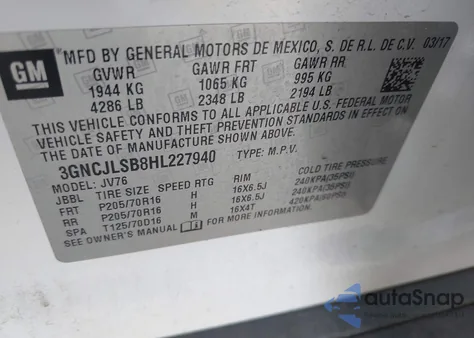 GM
MFD BY GENERAL MOTORS DE MEXICO, S. DE R.L. DE C.V. 03/17
GVWR GAWR FRT GAWR RR
1944 KG 1065 KG 995 KG
4286 LB 2348 LB 2194 LB
THIS VEHICLE CONFORMS TO ALL APPLICABLE U.S. FEDERAL MOTOR
VEHICLE SAFETY AND THEFT PREVENTION STANDARDS IN EFFECT ON
THE DATE OF MANUFACTURE SHOWN ABOVE.
3GNCJLSB8HL227940 TYPE: M.P.V.
MODEL: JV76
JBBL TIRE SIZE SPEED RTG RIM COLD TIRE PRESSURE
FRT P205/70R16 H 16X6.5J 240KPA(35PSI)
RR P205/70R16 H 16X6.5J 240KPA(35PSI)
SPA T125/70D16 M 16X4T 420KPA(60PSI)
SEE OWNER'S MANUAL
autoSnap